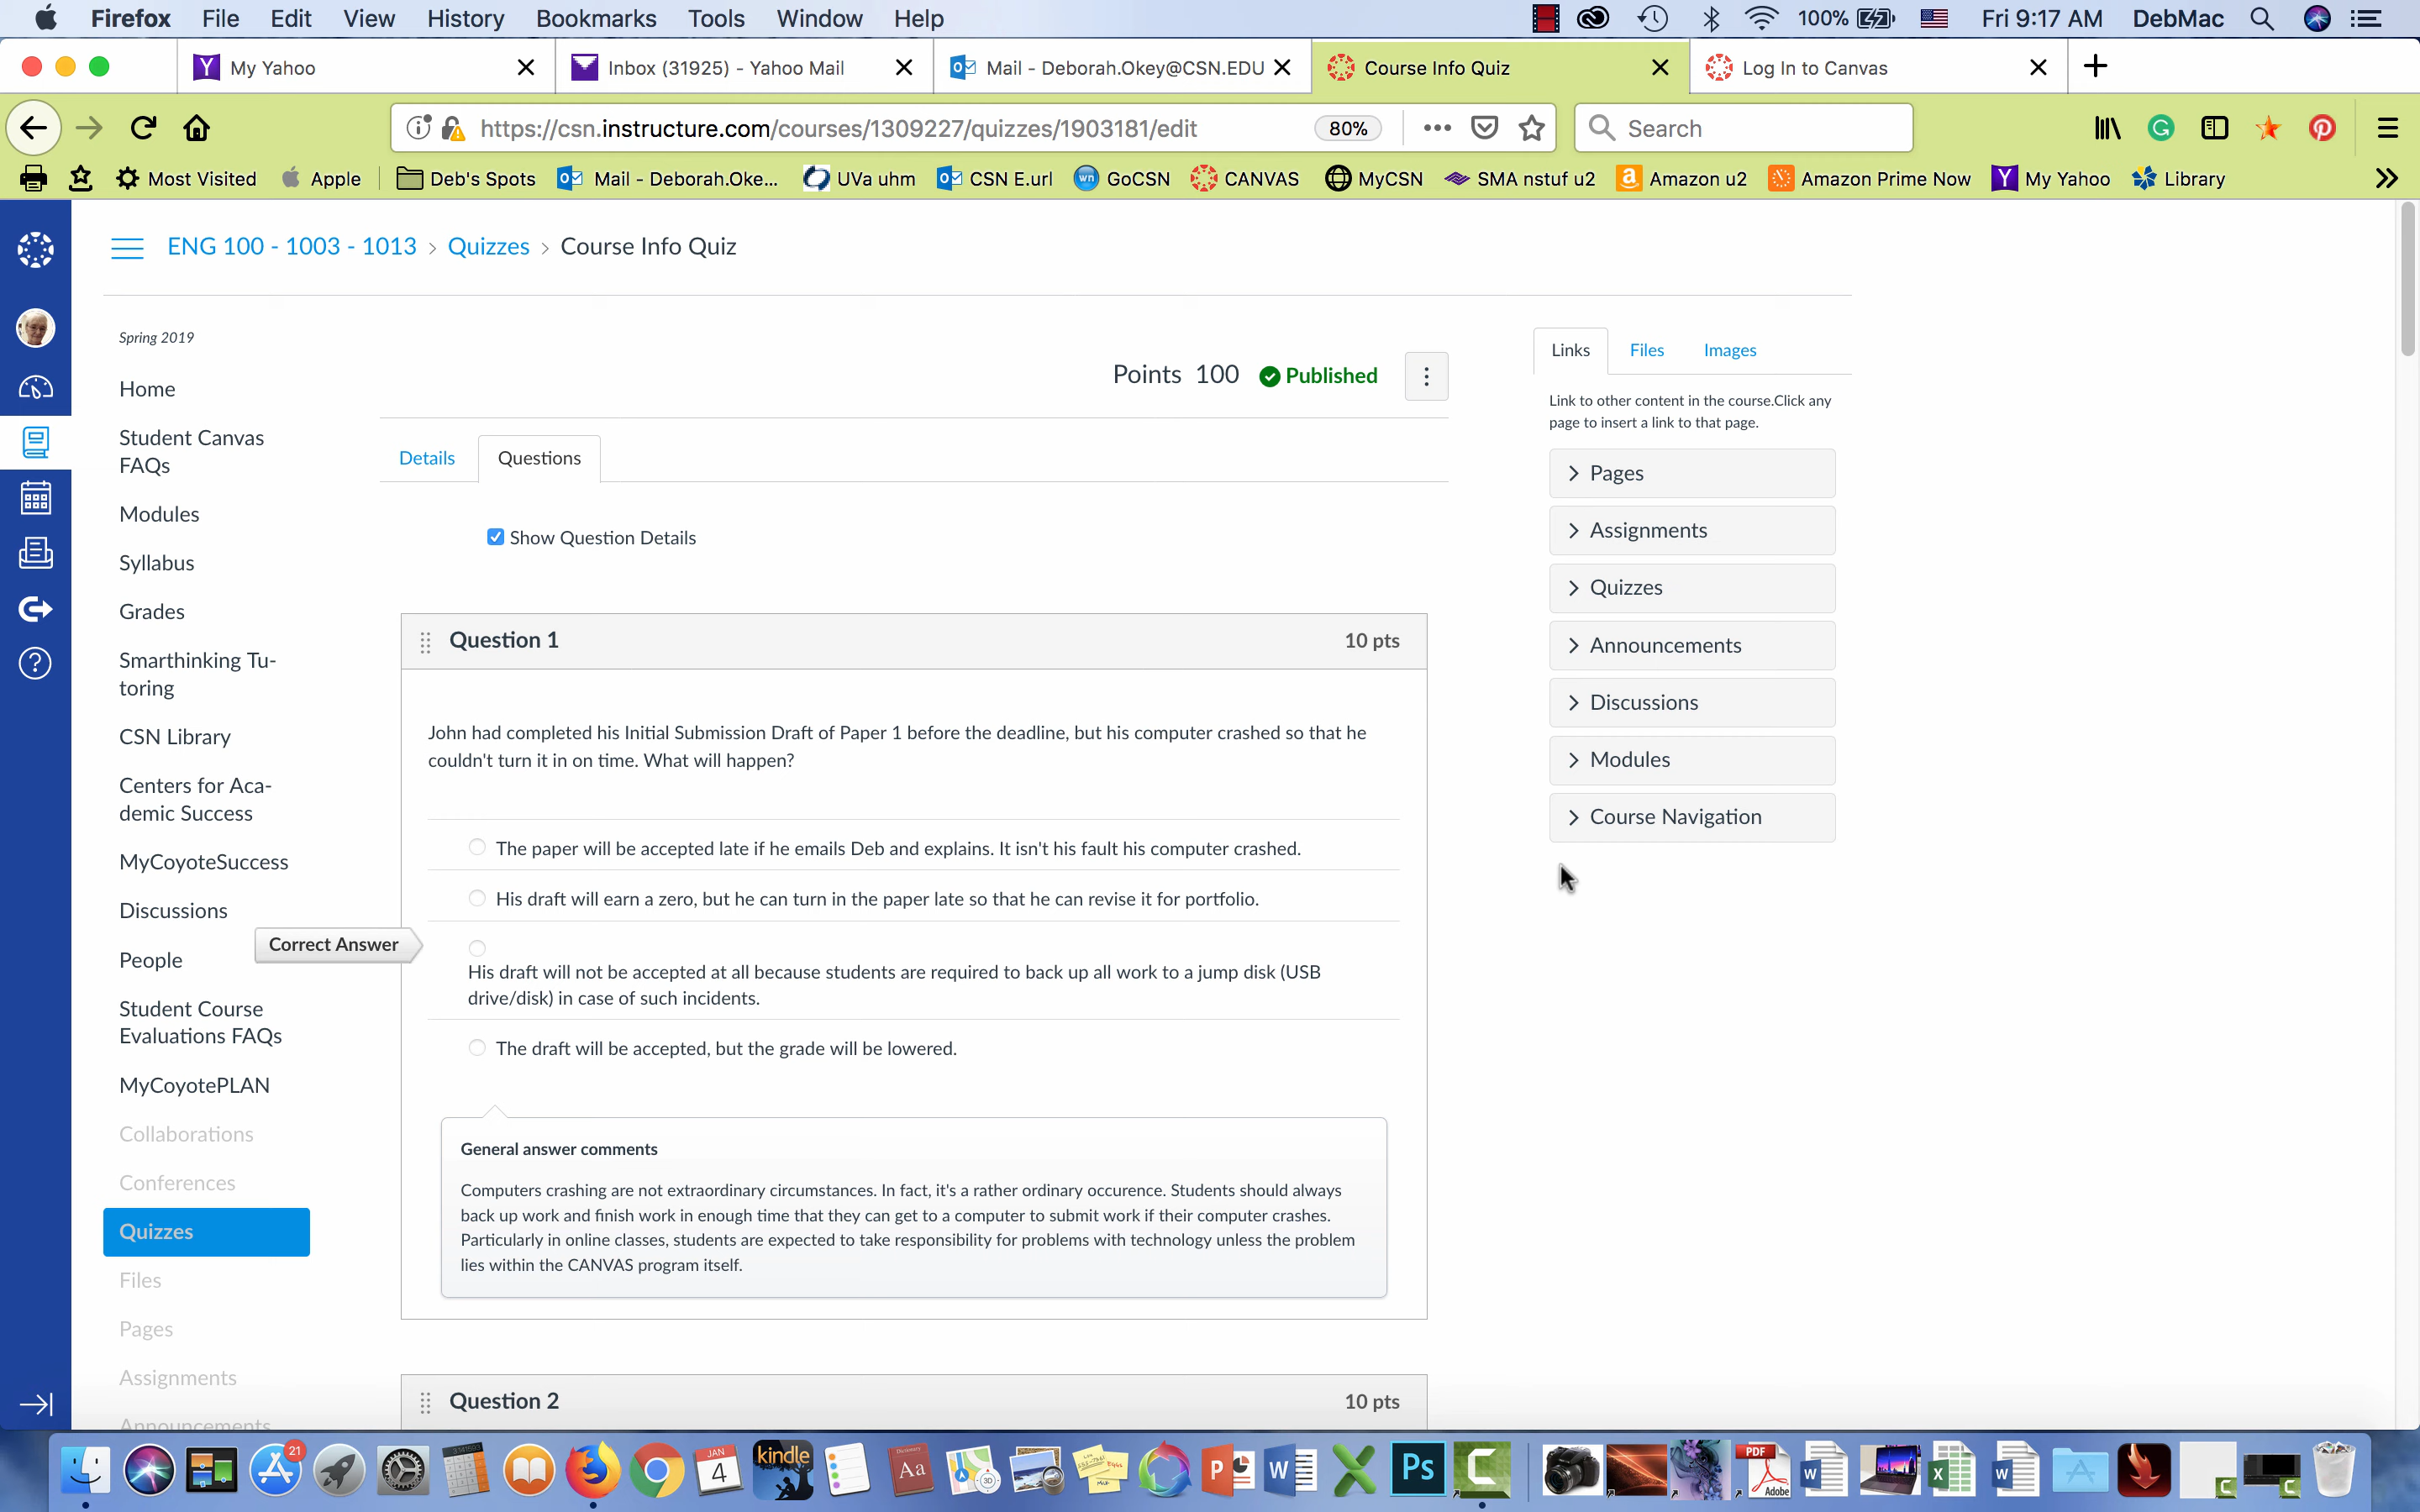 Firefox File Edit View History Bookmarks Tools Window Help 100% Fri 9:17 AM DebMac
My Yahoo
Inbox (31925) - Yahoo Mail
Mail - Deborah.Okey@CSN.EDU
Course Info Quiz
Log In to Canvas
https://csn.instructure.com/courses/1309227/quizzes/1903181/edit 80% Search
Most Visited Apple Deb's Spots Mail - Deborah.Oke... UVa uhm CSN E.url GoCSN CANVAS MyCSN SMA nstuf u2 Amazon u2 Amazon Prime Now My Yahoo Library
ENG 100 - 1003 - 1013 › Quizzes › Course Info Quiz
Spring 2019
Home
Student Canvas
FAQs
Modules
Syllabus
Grades
Smarthinking Tu-
toring
CSN Library
Centers for Aca-
demic Success
MyCoyoteSuccess
Discussions
People
Student Course
Evaluations FAQs
MyCoyotePLAN
Collaborations
Conferences
Quizzes
Files
Pages
Assignments
Announcements
Points 100 Published
Details Questions
Show Question Details
Question 1 10 pts
John had completed his Initial Submission Draft of Paper 1 before the deadline, but his computer crashed so that he
couldn't turn it in on time. What will happen?
The paper will be accepted late if he emails Deb and explains. It isn't his fault his computer crashed.
His draft will earn a zero, but he can turn in the paper late so that he can revise it for portfolio.
Correct Answer
His draft will not be accepted at all because students are required to back up all work to a jump disk (USB
drive/disk) in case of such incidents.
The draft will be accepted, but the grade will be lowered.
General answer comments
Computers crashing are not extraordinary circumstances. In fact, it's a rather ordinary occurence. Students should always
back up work and finish work in enough time that they can get to a computer to submit work if their computer crashes.
Particularly in online classes, students are expected to take responsibility for problems with technology unless the problem
lies within the CANVAS program itself.
Question 2 10 pts
Links Files Images
Link to other content in the course.Click any
page to insert a link to that page.
Pages
Assignments
Quizzes
Announcements
Discussions
Modules
Course Navigation
21
JAN
4
kindle
Aa
3D
P
W
Ps
PDF
Adobe
W
X
W